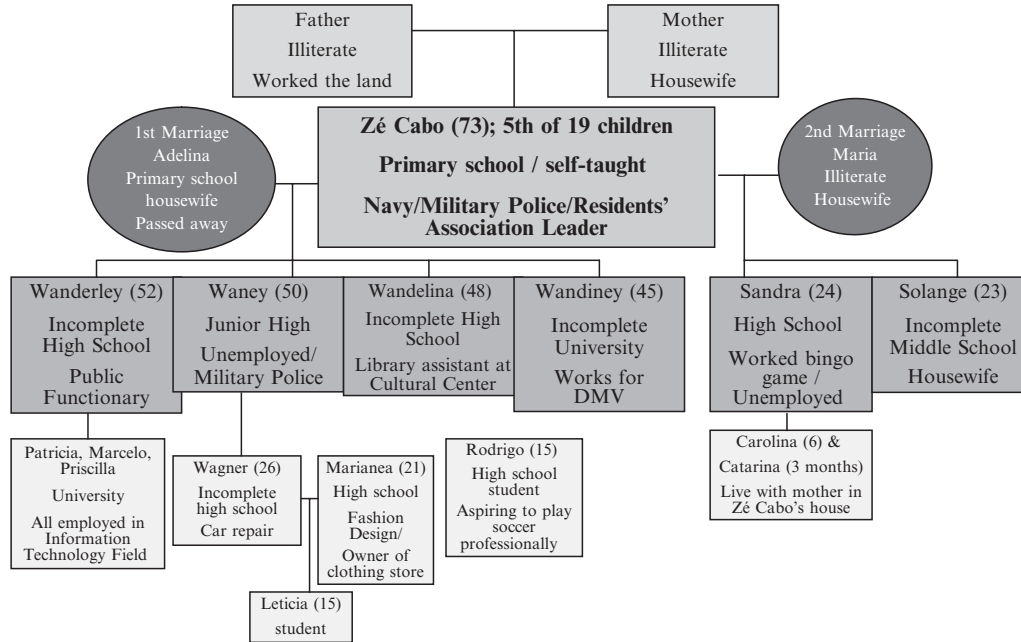 Father
Illiterate
Worked the land
Mother
Illiterate
Housewife
1st Marriage
Adelina
Primary school
housewife
Passed away
Zé Cabo (73); 5th of 19 children
Primary school / self-taught
Navy/Military Police/Residents’
Association Leader
2nd Marriage
Maria
Illiterate
Housewife
Wanderley (52)
Incomplete
High School
Public
Functionary
Waney (50)
Junior High
Unemployed/
Military Police
Wandelina (48)
Incomplete High
School
Library assistant at
Cultural Center
Wandiney (45)
Incomplete
University
Works for
DMV
Sandra (24)
High School
Worked bingo
game /
Unemployed
Solange (23)
Incomplete
Middle School
Housewife
Patricia, Marcelo,
Priscilla
University
All employed in
Information
Technology Field
Wagner (26)
Incomplete
high school
Car repair
Marianea (21)
High school
Fashion
Design/
Owner of
clothing store
Rodrigo (15)
High school
student
Aspiring to play
soccer
professionally
Carolina (6) &
Catarina (3 months)
Live with mother in
Zé Cabo’s house
Leticia (15)
student